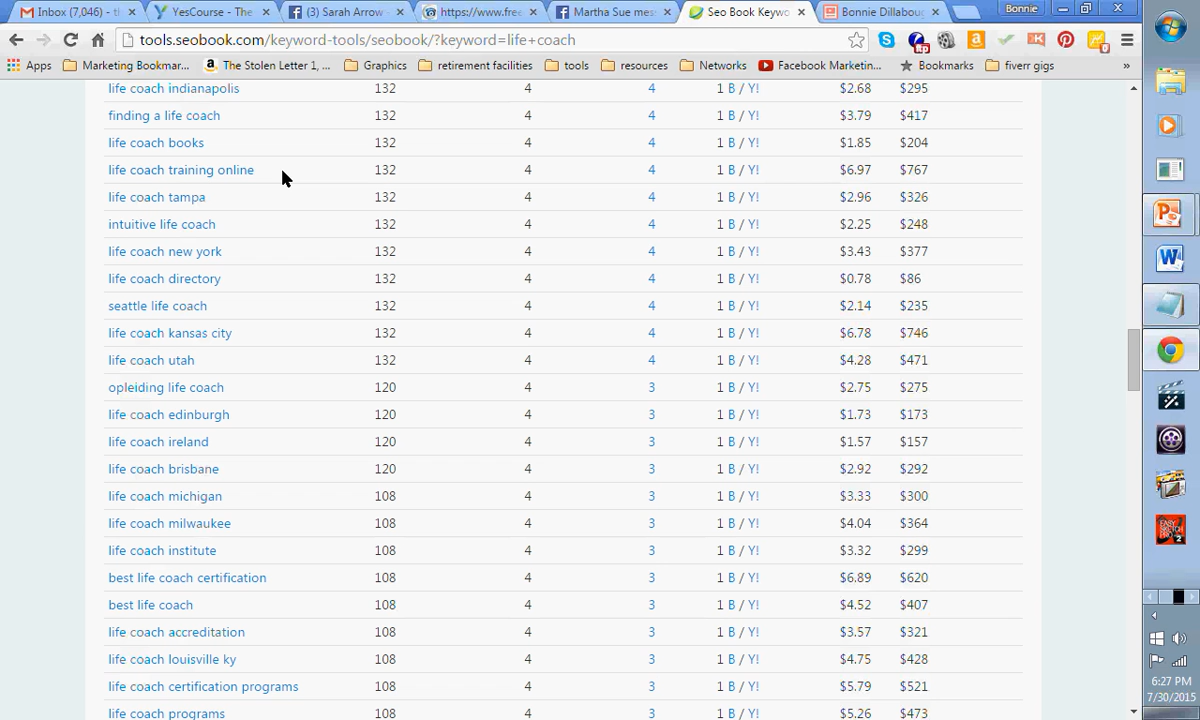 Inbox (7,046) - th
YesCourse - The
(3) Sarah Arrow -
https://www.free
Martha Sue mes:
Seo Book Keywo
Bonnie Dillaboug
Bonnie
tools.seobook.com/keyword-tools/seobook/?keyword=life+coach
Apps Marketing Bookmar... The Stolen Letter 1, ... Graphics retirement facilities tools resources Networks Facebook Marketin... Bookmarks fiverr gigs »
life coach indianapolis 132 4 4 1 B / Y! $2.68 $295
finding a life coach 132 4 4 1 B / Y! $3.79 $417
life coach books 132 4 4 1 B / Y! $1.85 $204
life coach training online 132 4 4 1 B / Y! $6.97 $767
life coach tampa 132 4 4 1 B / Y! $2.96 $326
intuitive life coach 132 4 4 1 B / Y! $2.25 $248
life coach new york 132 4 4 1 B / Y! $3.43 $377
life coach directory 132 4 4 1 B / Y! $0.78 $86
seattle life coach 132 4 4 1 B / Y! $2.14 $235
life coach kansas city 132 4 4 1 B / Y! $6.78 $746
life coach utah 132 4 4 1 B / Y! $4.28 $471
opleiding life coach 120 4 3 1 B / Y! $2.75 $275
life coach edinburgh 120 4 3 1 B / Y! $1.73 $173
life coach ireland 120 4 3 1 B / Y! $1.57 $157
life coach brisbane 120 4 3 1 B / Y! $2.92 $292
life coach michigan 108 4 3 1 B / Y! $3.33 $300
life coach milwaukee 108 4 3 1 B / Y! $4.04 $364
life coach institute 108 4 3 1 B / Y! $3.32 $299
best life coach certification 108 4 3 1 B / Y! $6.89 $620
best life coach 108 4 3 1 B / Y! $4.52 $407
life coach accreditation 108 4 3 1 B / Y! $3.57 $321
life coach louisville ky 108 4 3 1 B / Y! $4.75 $428
life coach certification programs 108 4 3 1 B / Y! $5.79 $521
life coach programs 108 4 3 1 B / Y! $5.26 $473
6:27 PM
7/30/2015